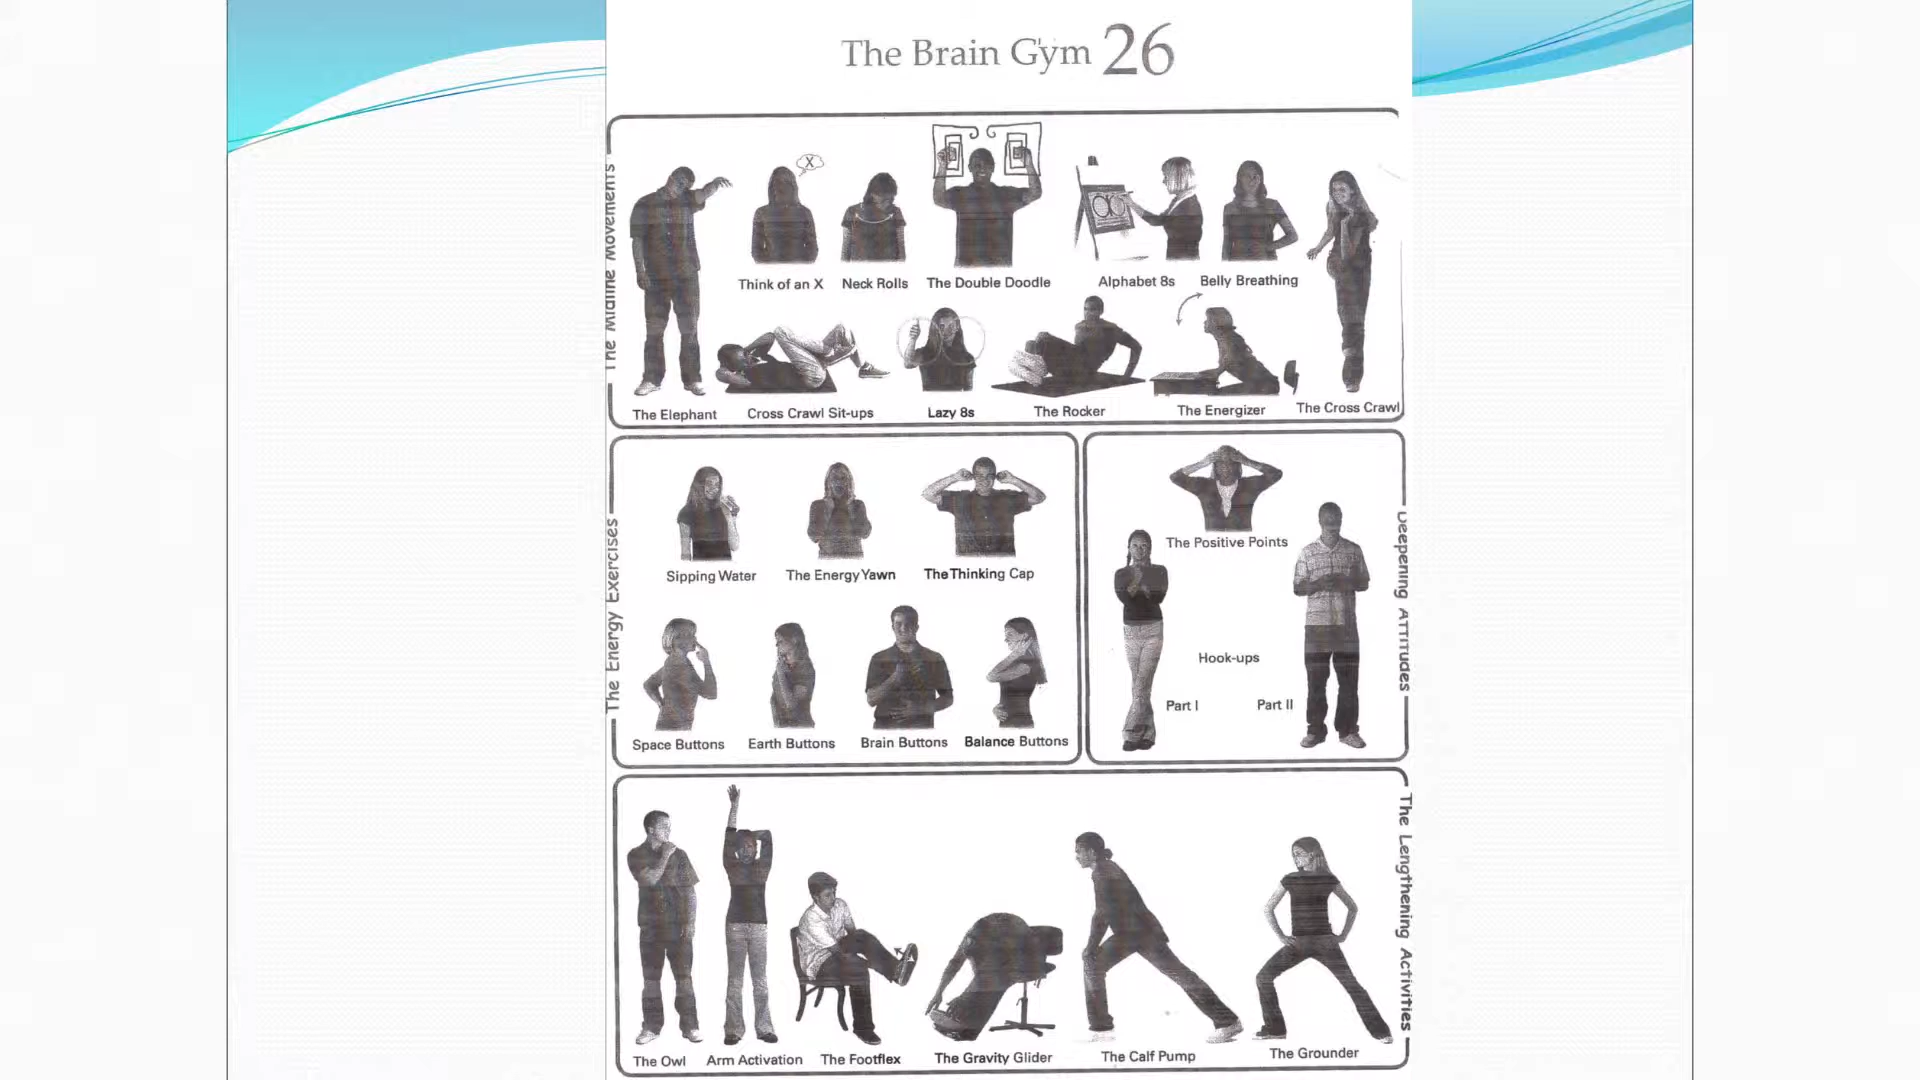 The Brain Gym 26
The Midline Movements
X
Think of an X
Neck Rolls
The Double Doodle
Alphabet 8s
Belly Breathing
The Elephant
Cross Crawl Sit-ups
Lazy 8s
The Rocker
The Energizer
The Cross Crawl
The Energy Exercises
Sipping Water
The Energy Yawn
The Thinking Cap
Space Buttons
Earth Buttons
Brain Buttons
Balance Buttons
Deepening Attitudes
The Positive Points
Hook-ups
Part I
Part II
The Lengthening Activities
The Owl
Arm Activation
The Footflex
The Gravity Glider
The Calf Pump
The Grounder